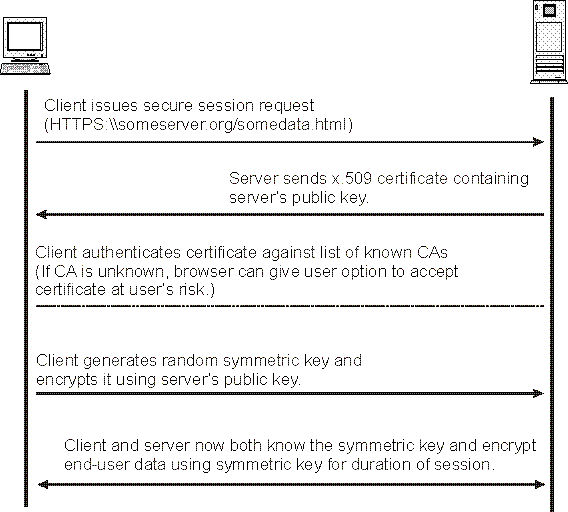 Client issues secure session request
(HTTPS:\\someserver.org/somedata.html)
Server sends x.509 certificate containing
server's public key.
Client authenticates certificate against list of known CAs
(If CA is unknown, browser can give user option to accept
certificate at user's risk.)
Client generates random symmetric key and
encrypts it using server's public key.
Client and server now both know the symmetric key and encrypt
end-user data using symmetric key for duration of session.